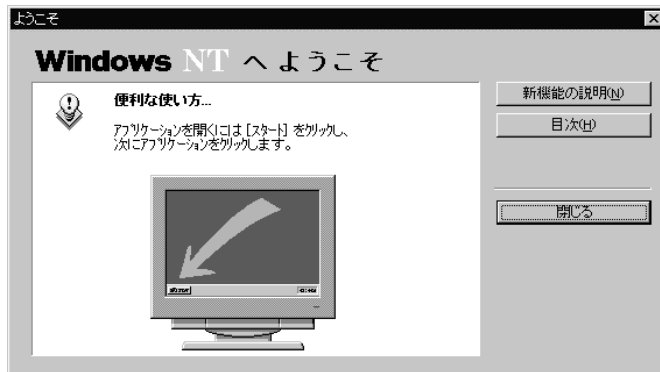 ようこそ
Windows NT へようこそ
便利な使い方...
アプリケーションを開くには [スタート] をクリックし、
次にアプリケーションをクリックします。
新機能の説明(N)
目次(H)
閉じる